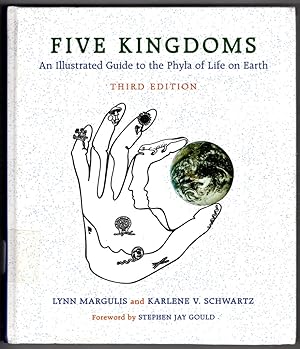 FIVE KINGDOMS
An Illustrated Guide to the Phyla of Life on Earth
THIRD EDITION
LYNN MARGULIS and KARLENE V. SCHWARTZ
Foreword by STEPHEN JAY GOULD